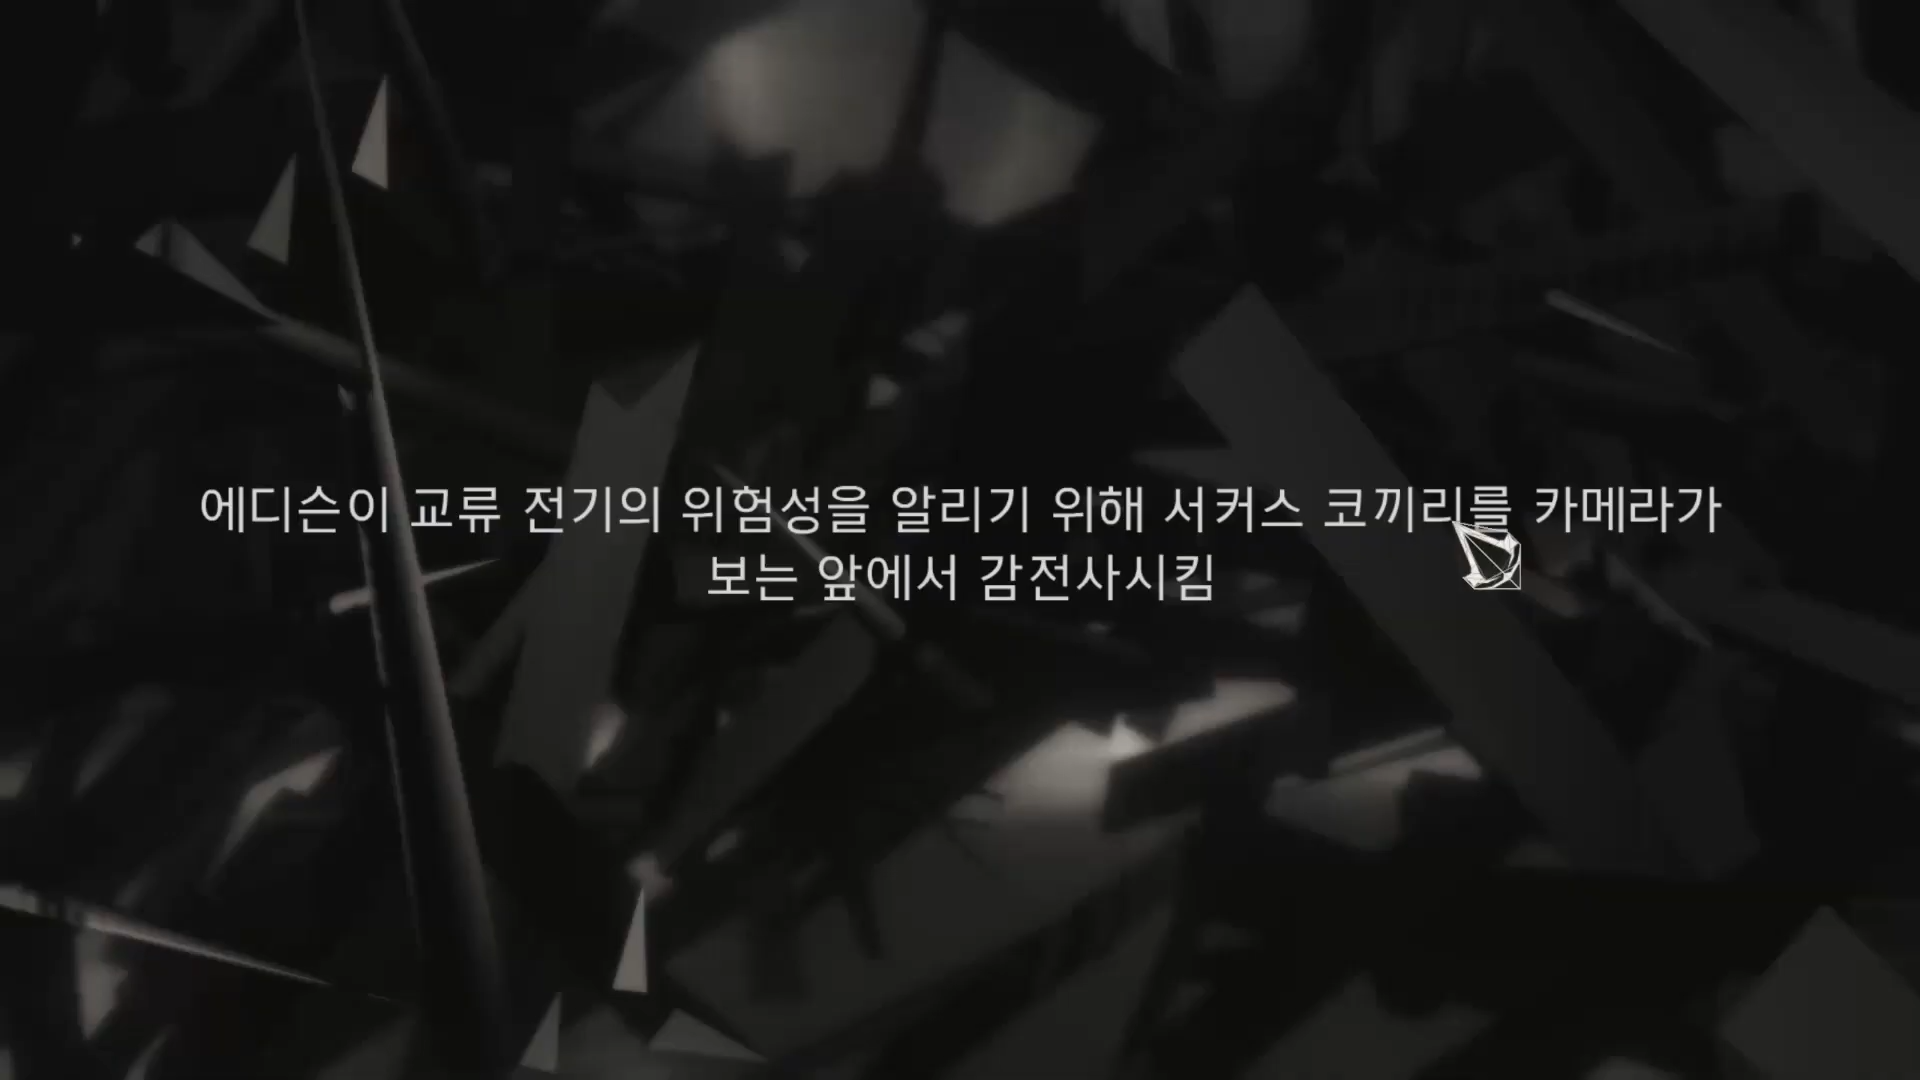 에디슨이 교류 전기의 위험성을 알리기 위해 서커스 코끼리를 카메라가
보는 앞에서 감전사시킴